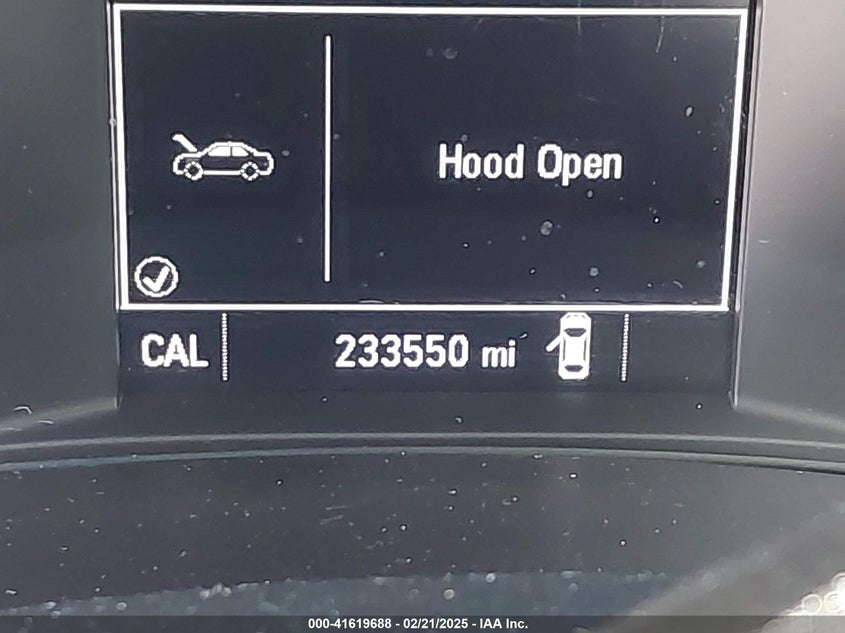 Hood Open
CAL 233550 mi
000-41619688 - 02/21/2025 - IAA Inc.